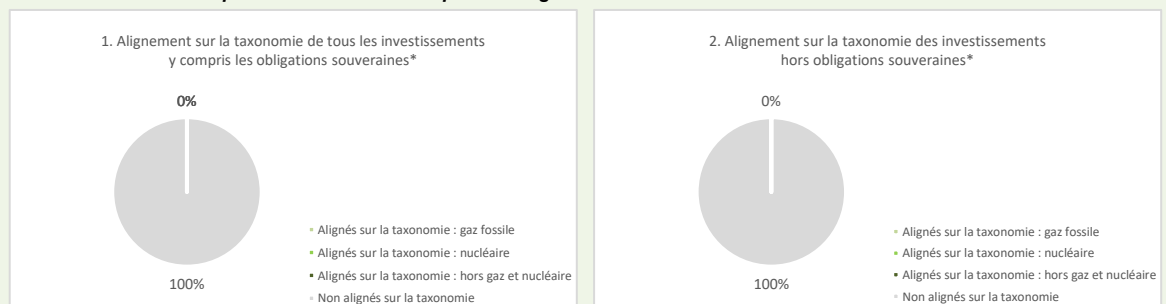 1. Alignement sur la taxonomie de tous les investissements
y compris les obligations souveraines*
0%
100%
Alignés sur la taxonomie : gaz fossile
Alignés sur la taxonomie : nucléaire
Alignés sur la taxonomie : hors gaz et nucléaire
Non alignés sur la taxonomie
2. Alignement sur la taxonomie des investissements
hors obligations souveraines*
0%
100%
Alignés sur la taxonomie : gaz fossile
Alignés sur la taxonomie : nucléaire
Alignés sur la taxonomie : hors gaz et nucléaire
Non alignés sur la taxonomie